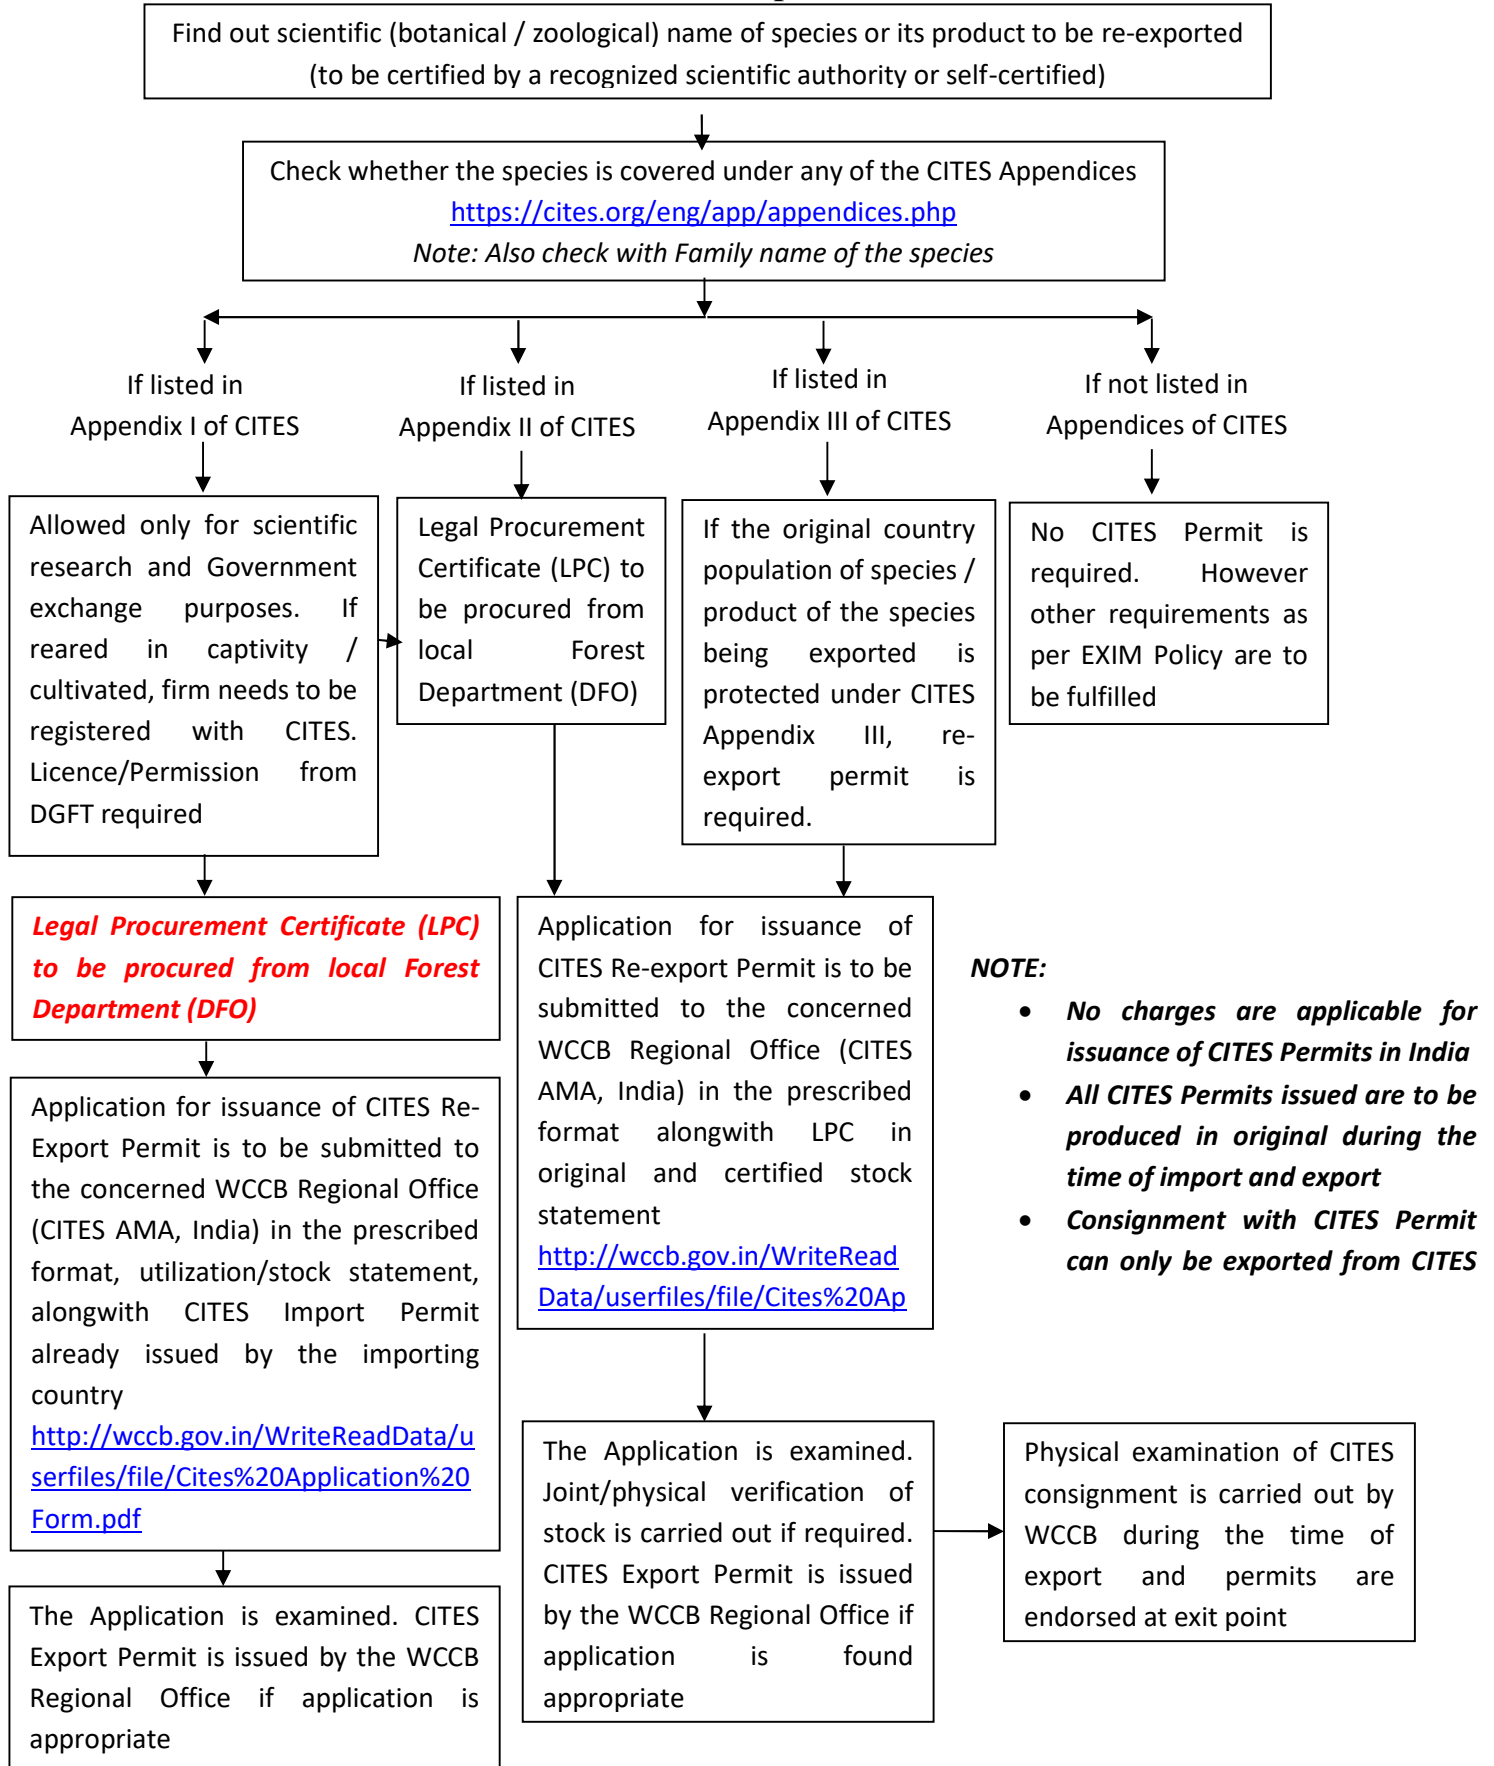 Find out scientific (botanical / zoological) name of species or its product to be re-exported
(to be certified by a recognized scientific authority or self-certified)
Check whether the species is covered under any of the CITES Appendices
https://cites.org/eng/app/appendices.php
Note: Also check with Family name of the species
If listed in
Appendix I of CITES
If listed in
Appendix II of CITES
If listed in
Appendix III of CITES
If not listed in
Appendices of CITES
Allowed only for scientific
research and Government
exchange purposes. If
reared in captivity /
cultivated, firm needs to be
registered with CITES.
Licence/Permission from
DGFT required
Legal Procurement
Certificate (LPC) to
be procured from
local Forest
Department (DFO)
If the original country
population of species /
product of the species
being exported is
protected under CITES
Appendix III, re-
export permit is
required.
No CITES Permit is
required. However
other requirements as
per EXIM Policy are to
be fulfilled
Legal Procurement Certificate (LPC)
to be procured from local Forest
Department (DFO)
Application for issuance of CITES Re-
Export Permit is to be submitted to
the concerned WCCB Regional Office
(CITES AMA, India) in the prescribed
format, utilization/stock statement,
alongwith CITES Import Permit
already issued by the importing
country
http://wccb.gov.in/WriteReadData/u
serfiles/file/Cites%20Application%20
Form.pdf
The Application is examined. CITES
Export Permit is issued by the WCCB
Regional Office if application is
appropriate
Application for issuance of
CITES Re-export Permit is to be
submitted to the concerned
WCCB Regional Office (CITES
AMA, India) in the prescribed
format alongwith LPC in
original and certified stock
statement
http://wccb.gov.in/WriteRead
Data/userfiles/file/Cites%20Ap
The Application is examined.
Joint/physical verification of
stock is carried out if required.
CITES Export Permit is issued
by the WCCB Regional Office if
application is found
appropriate
Physical examination of CITES
consignment is carried out by
WCCB during the time of
export and permits are
endorsed at exit point
NOTE:
• No charges are applicable for
issuance of CITES Permits in India
• All CITES Permits issued are to be
produced in original during the
time of import and export
• Consignment with CITES Permit
can only be exported from CITES